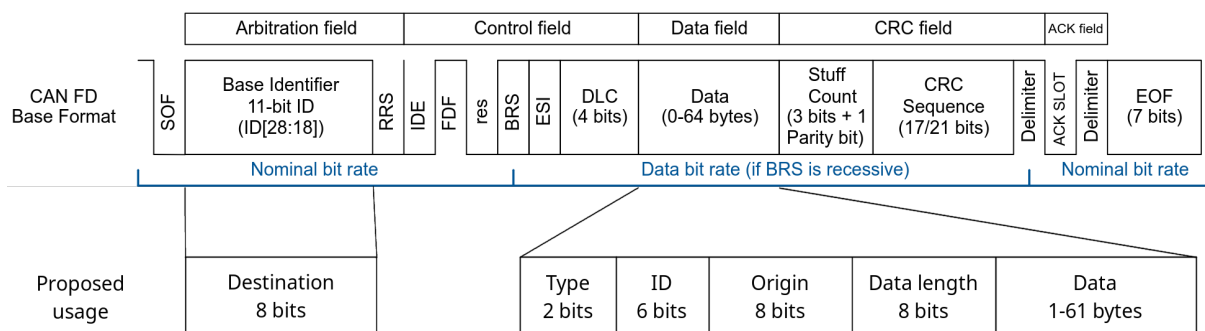 Arbitration field
Control field
Data field
CRC field
ACK field
CAN FD
Base Format
SOF
Base Identifier
11-bit ID
(ID[28:18])
RRS
IDE
FDF
res
BRS
ESI
DLC
(4 bits)
Data
(0-64 bytes)
Stuff
Count
(3 bits + 1
Parity bit)
CRC
Sequence
(17/21 bits)
Delimiter
ACK SLOT
Delimiter
EOF
(7 bits)
Nominal bit rate
Data bit rate (if BRS is recessive)
Nominal bit rate
Proposed
usage
Destination
8 bits
Type
2 bits
ID
6 bits
Origin
8 bits
Data length
8 bits
Data
1-61 bytes